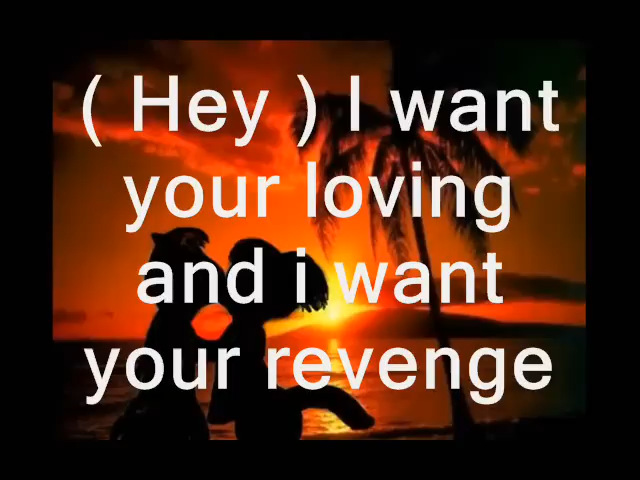 ( Hey ) I want
your loving
and i want
your revenge